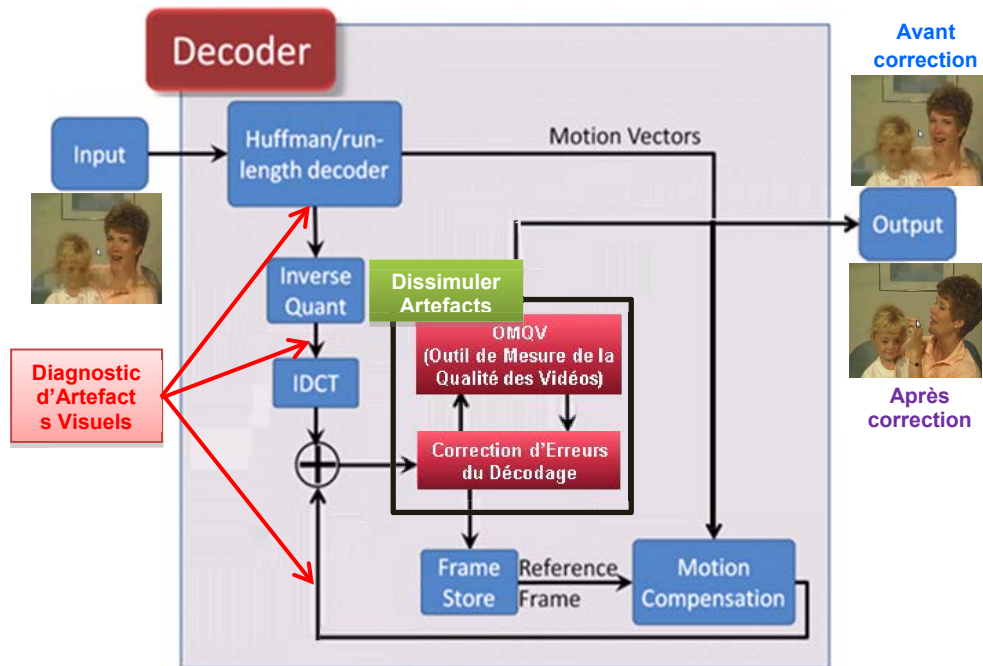 Decoder
Avant
correction
Input
Huffman/run-
length decoder
Motion Vectors
Output
Inverse
Quant
Dissimuler
Artefacts
OMQV
(Outil de Mesure de la
Qualité des Vidéos)
Diagnostic
d'Artefact
s Visuels
IDCT
Après
correction
Correction d'Erreurs
du Décodage
Frame
Store
Reference
Frame
Motion
Compensation